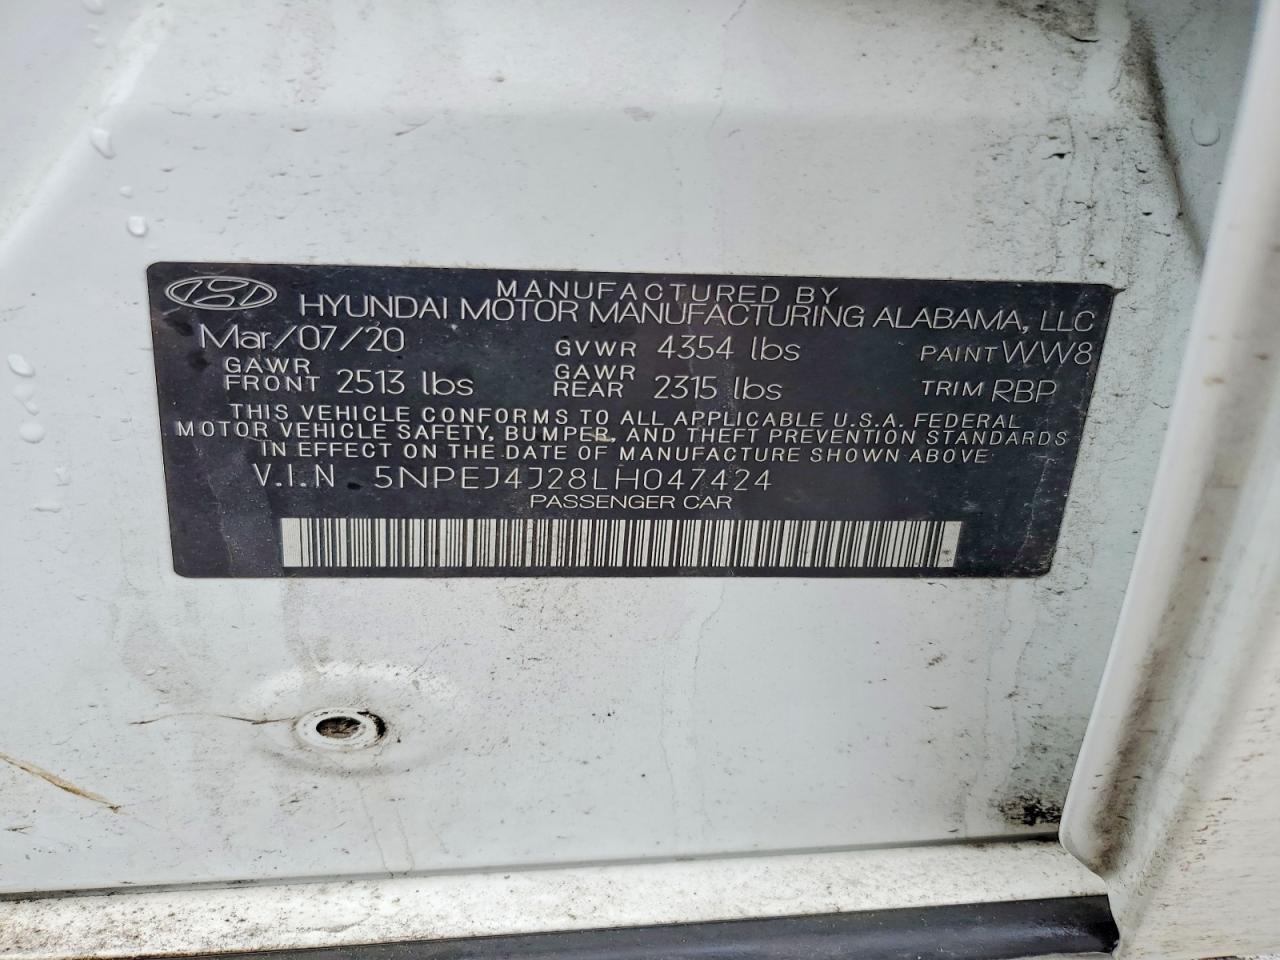 MANUFACTURED BY
HYUNDAI MOTOR MANUFACTURING ALABAMA, LLC
Mar/07/20 GVWR 4354 lbs PAINT WW8
GAWR FRONT 2513 lbs GAWR REAR 2315 lbs TRIM RBP
THIS VEHICLE CONFORMS TO ALL APPLICABLE U.S.A. FEDERAL
MOTOR VEHICLE SAFETY, BUMPER, AND THEFT PREVENTION STANDARDS
IN EFFECT ON THE DATE OF MANUFACTURE SHOWN ABOVE
V.I.N 5NPEJ4J28LH047424
PASSENGER CAR